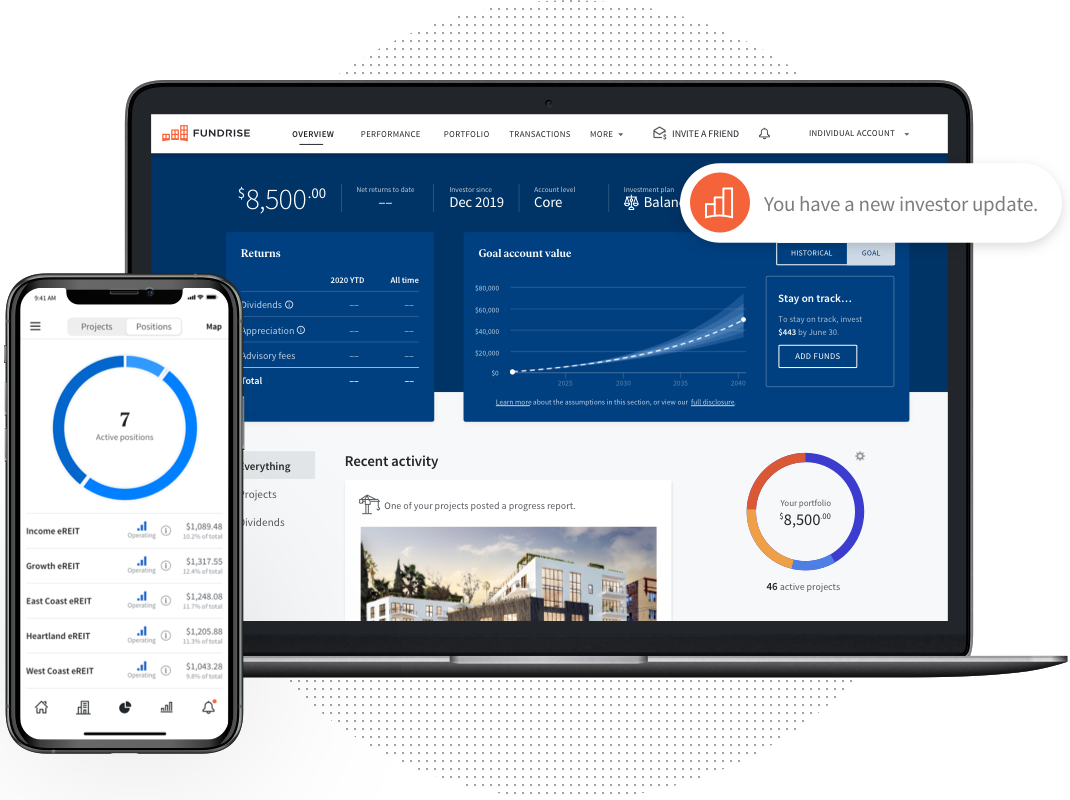 FUNDRISE
OVERVIEW
PERFORMANCE
PORTFOLIO
TRANSACTIONS
MORE
INVITE A FRIEND
INDIVIDUAL ACCOUNT
$8,500.00
Net returns to date
––
Investor since
Dec 2019
Account level
Core
Investment plan
Balan
You have a new investor update.
Returns
2020 YTD All time
Dividends –– ––
Appreciation –– ––
Advisory fees –– ––
Total –– ––
Goal account value
HISTORICAL GOAL
$80,000
$60,000
$40,000
$20,000
$0
2025 2030 2035 2040
Learn more about the assumptions in this section, or view our full disclosure.
Stay on track…
To stay on track, invest
$443 by June 30.
ADD FUNDS
verything
rojects
ividends
Recent activity
One of your projects posted a progress report.
Your portfolio
$8,500.00
46 active projects
9:41 AM
Projects Positions Map
7
Active positions
Income eREIT Operating $1,089.48
10.2% of total
Growth eREIT Operating $1,317.55
12.4% of total
East Coast eREIT Operating $1,248.08
11.7% of total
Heartland eREIT Operating $1,205.88
11.3% of total
West Coast eREIT Operating $1,043.28
9.8% of total